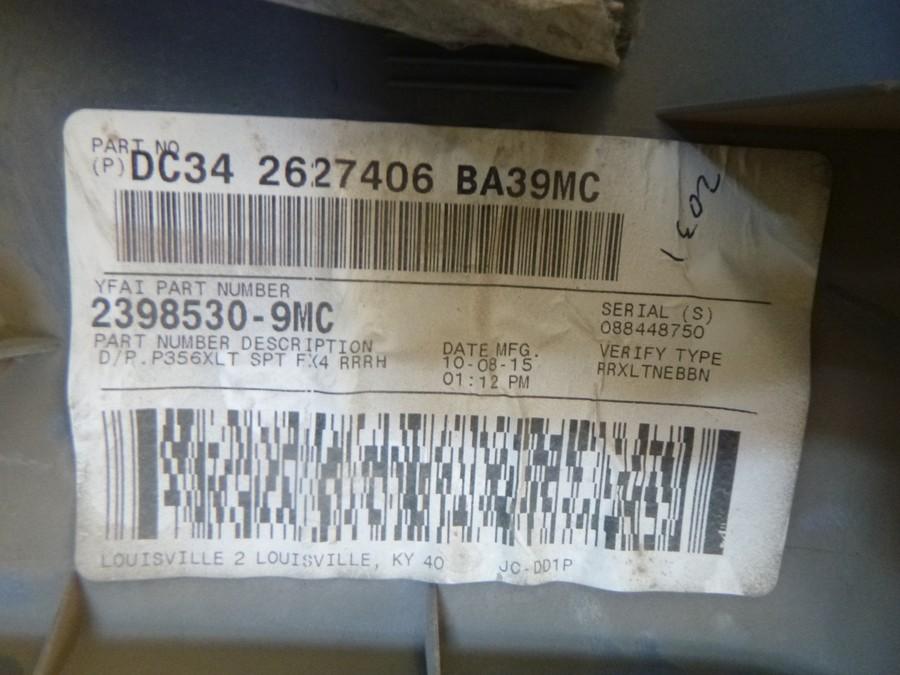 PART NO
(P) DC34 2627406 BA39MC
2031
YFAI PART NUMBER
2398530-9MC
SERIAL (S)
088448750
PART NUMBER DESCRIPTION
D/P.P356XLT SPT FX4 RRRH
DATE MFG.
10-08-15
01:12 PM
VERIFY TYPE
RRXLTNEBBN
LOUISVILLE 2 LOUISVILLE, KY 40 JC-DD1P